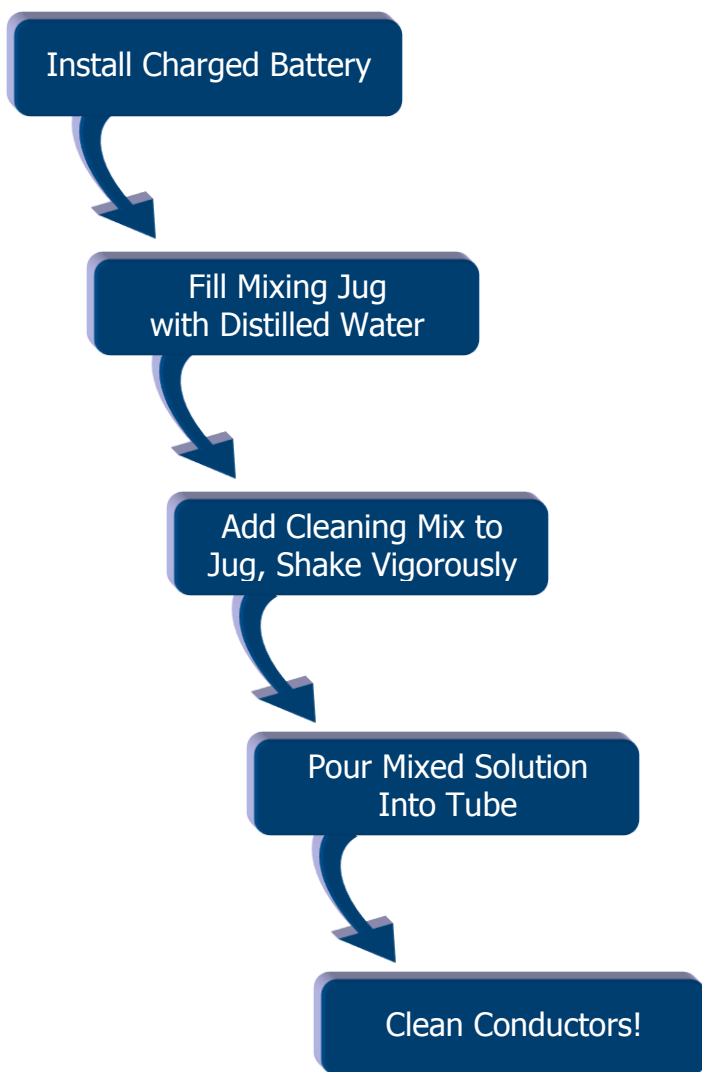 Install Charged Battery
Fill Mixing Jug
with Distilled Water
Add Cleaning Mix to
Jug, Shake Vigorously
Pour Mixed Solution
Into Tube
Clean Conductors!